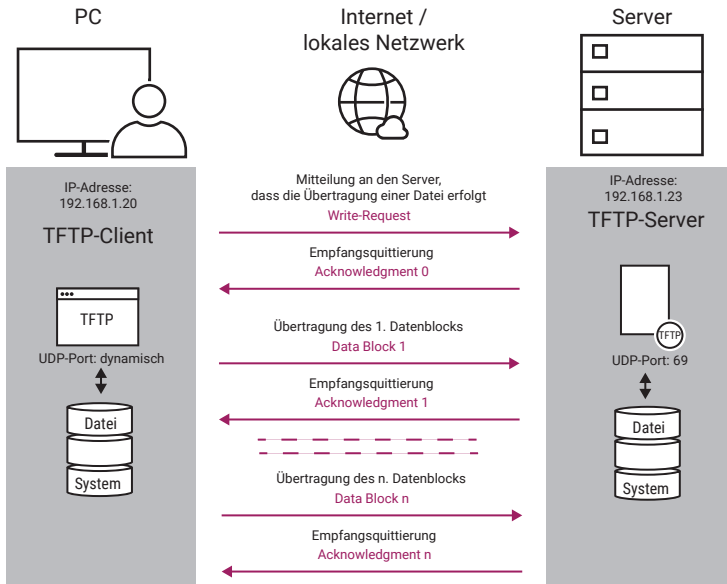 PC
Internet /
lokales Netzwerk
Server
IP-Adresse:
192.168.1.20
TFTP-Client
TFTP
UDP-Port: dynamisch
Datei
System
Mitteilung an den Server,
dass die Übertragung einer Datei erfolgt
Write-Request
Empfangsquittierung
Acknowledgment 0
Übertragung des 1. Datenblocks
Data Block 1
Empfangsquittierung
Acknowledgment 1
Übertragung des n. Datenblocks
Data Block n
Empfangsquittierung
Acknowledgment n
IP-Adresse:
192.168.1.23
TFTP-Server
TFTP
UDP-Port: 69
Datei
System